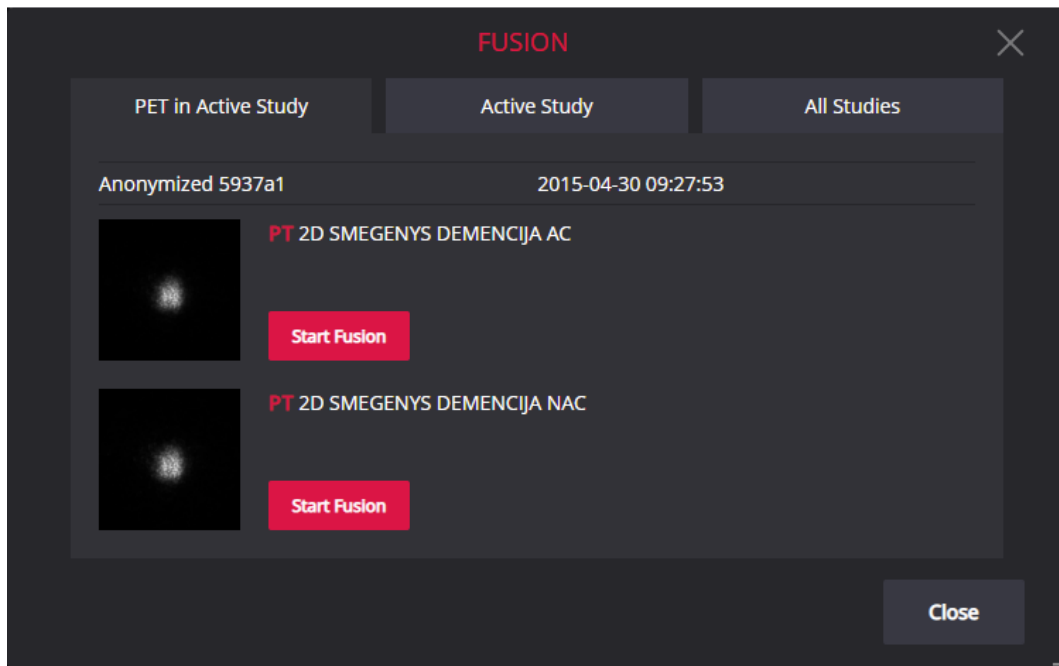 FUSION
PET in Active Study
Active Study
All Studies
Anonymized 5937a1
2015-04-30 09:27:53
PT 2D SMEGENYS DEMENCIJA AC
Start Fusion
PT 2D SMEGENYS DEMENCIJA NAC
Start Fusion
Close